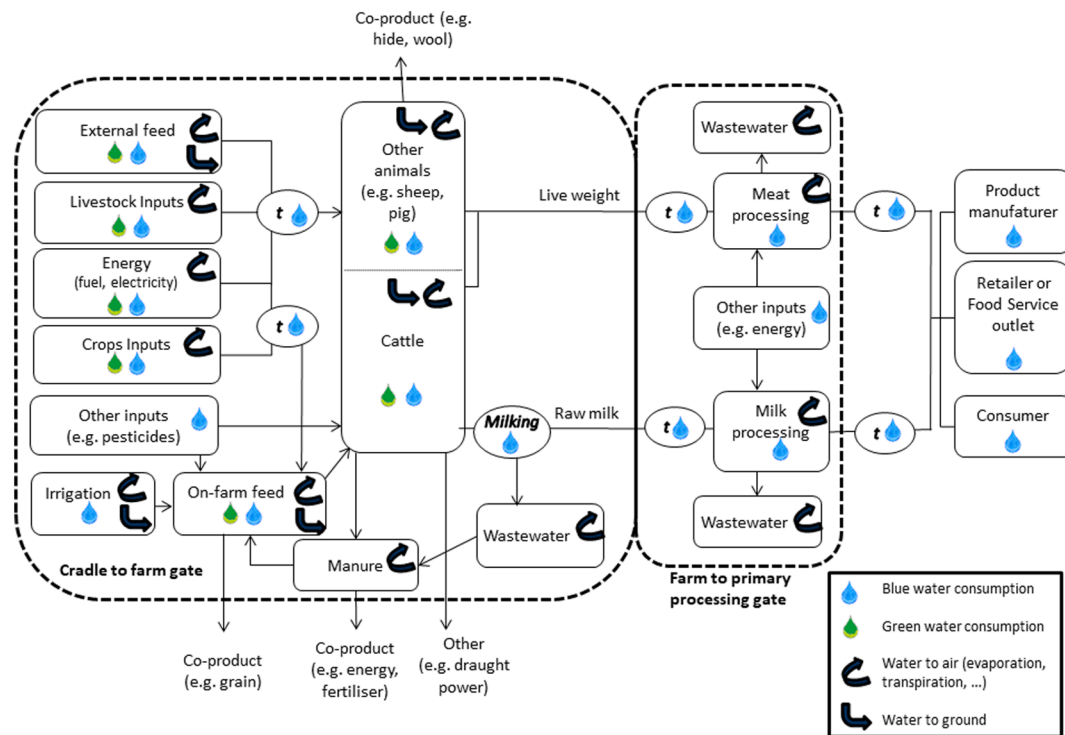 Co-product (e.g.
hide, wool)
External feed
Livestock Inputs
Energy
(fuel, electricity)
Crops Inputs
Other inputs
(e.g. pesticides)
Irrigation
On-farm feed
t
t
Other
animals
(e.g. sheep,
pig)
Cattle
Milking
Wastewater
Manure
Cradle to farm gate
Co-product
(e.g. grain)
Co-product
(e.g. energy,
fertiliser)
Other
(e.g. draught
power)
Live weight
Raw milk
t
t
Wastewater
Meat
processing
Other inputs
(e.g. energy)
Milk
processing
Wastewater
Farm to primary
processing gate
t
t
Product
manufaturer
Retailer or
Food Service
outlet
Consumer
Blue water consumption
Green water consumption
Water to air (evaporation,
transpiration, ...)
Water to ground